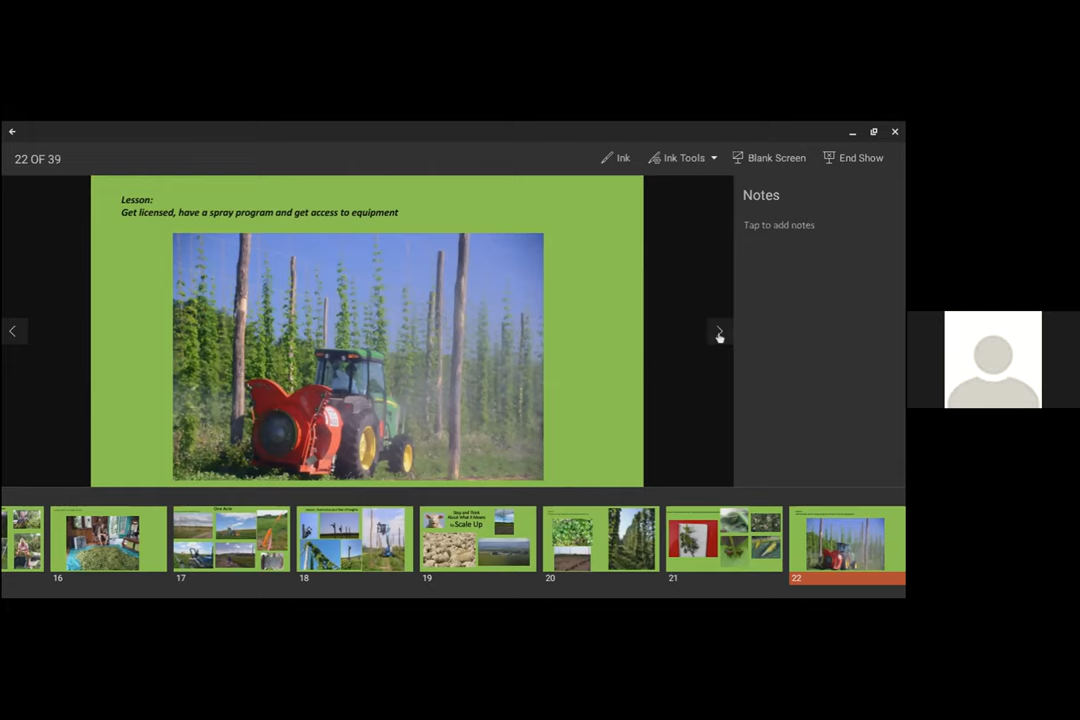 22 OF 39
Ink
Ink Tools
Blank Screen
End Show
Lesson:
Get licensed, have a spray program and get access to equipment
Notes
Tap to add notes
One Acre
Stop and Think
About What it Means
to Scale Up
16
17
18
19
20
21
22